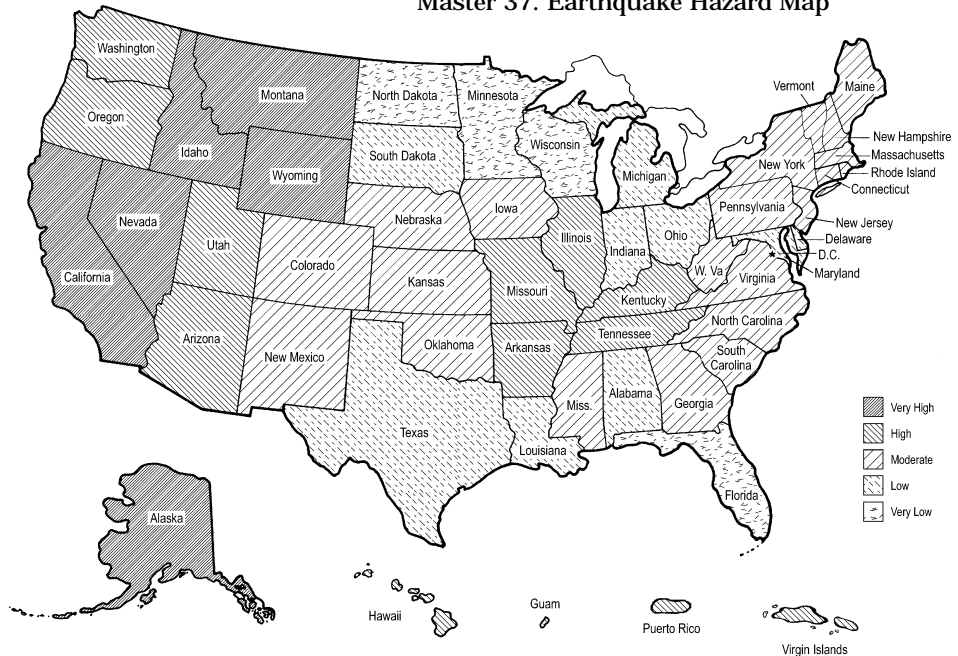 Master 37. Earthquake Hazard Map
Washington
Oregon
California
Nevada
Idaho
Montana
Wyoming
Utah
Arizona
Colorado
New Mexico
North Dakota
South Dakota
Nebraska
Kansas
Oklahoma
Texas
Minnesota
Iowa
Missouri
Arkansas
Louisiana
Wisconsin
Illinois
Michigan
Indiana
Ohio
Kentucky
Tennessee
Miss.
Alabama
Georgia
Florida
South
Carolina
North Carolina
Virginia
W. Va
Pennsylvania
New York
Vermont
Maine
New Hampshire
Massachusetts
Rhode Island
Connecticut
New Jersey
Delaware
D.C.
Maryland
Very High
High
Moderate
Low
Very Low
Alaska
Hawaii
Guam
Puerto Rico
Virgin Islands